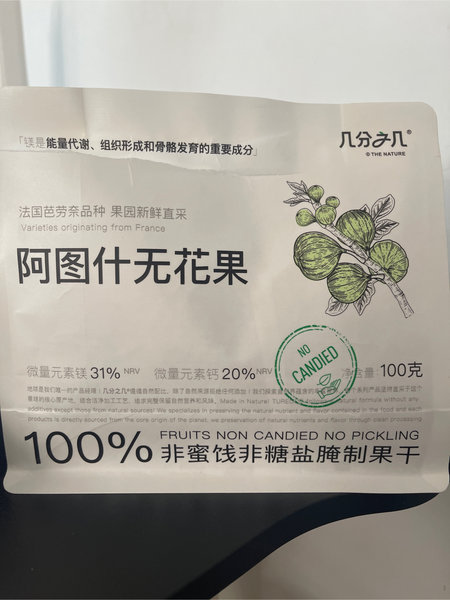 几分之几®
© THE NATURE
「镁是能量代谢、组织形成和骨骼发育的重要成分」
法国芭劳奈品种 果园新鲜直采
Varieties originating from France
阿图什无花果
NO
CANDIED
微量元素镁31%NRV 微量元素钙20%NRV 净含量 100克
additives except those from natural sources! We specializes in preserving the natural nutrient and flavor contained in the food and each
products is directly sourced from the core origin of the planet, we preservation of natural nutrients and flavor through clean processing
100% FRUITS NON CANDIED NO PICKLING
非蜜饯非糖盐腌制果干